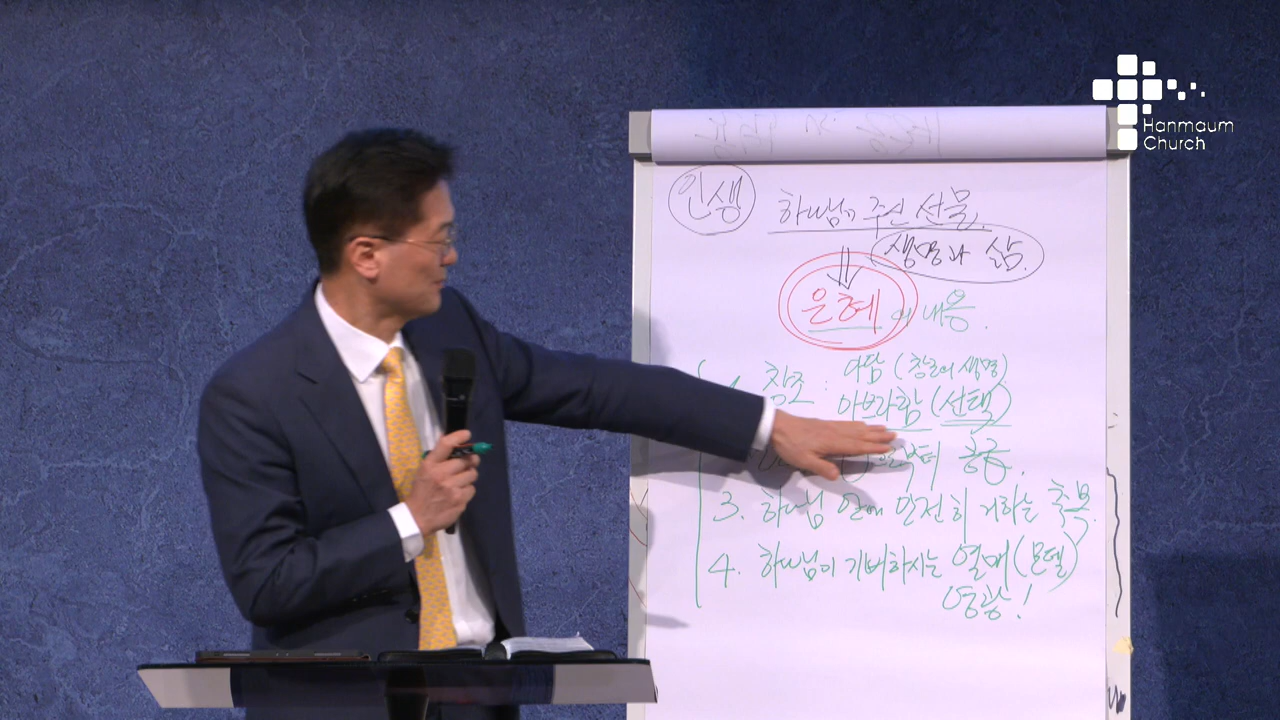 Hanmaum
Church
인생 하나님이 주신 선물.
생명과 삶.
은혜의 내용.
창조 : 아담 (창조의 생명)
아브라함 (선택)
공급.
3. 하나님 안에 안전히 거하는 축복.
4. 하나님이 기뻐하시는 열매 (모델)
영광!